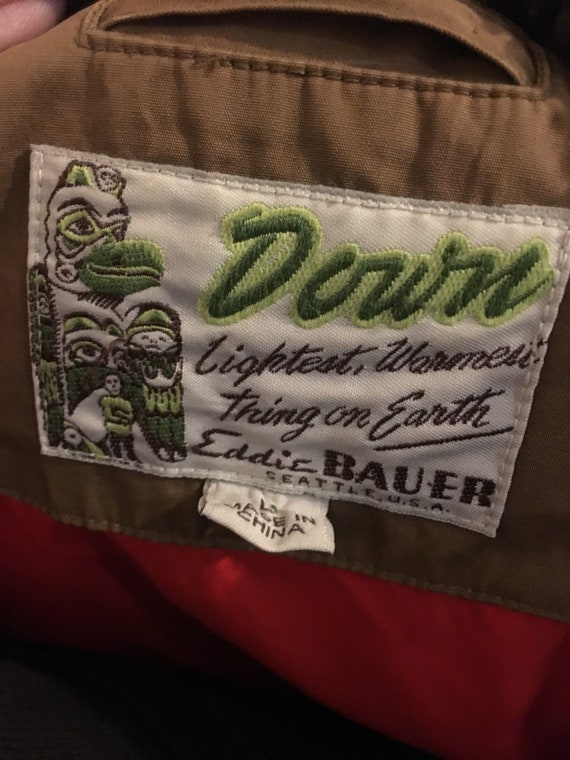 Down
Lightest, Warmest
Thing on Earth
Eddie BAUER
SEATTLE, U.S.A.
L
MADE IN
CHINA